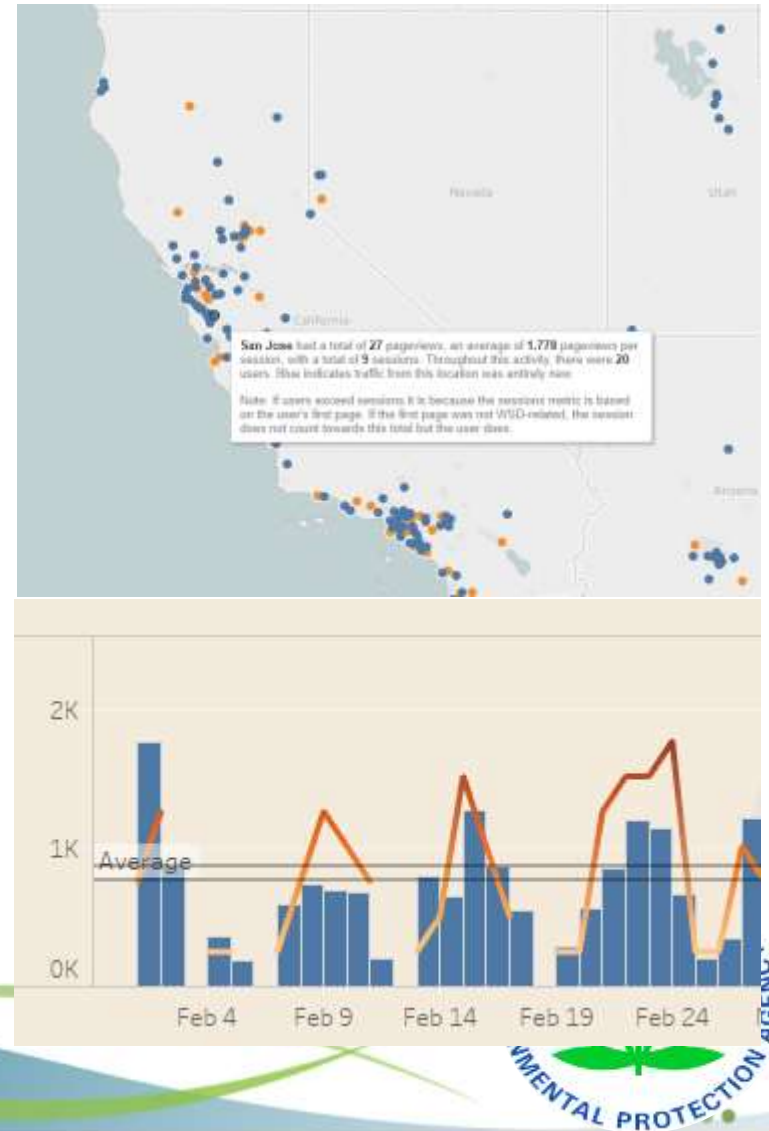 Nevada
Utah
California
San Jose had a total of 27 pageviews, an average of 1.778 pageviews per
session, with a total of 9 sessions. Throughout this activity, there were 20
users. Blue indicates traffic from this location was entirely new.
Note: If users exceed sessions it is because the sessions metric is based
on the user's first page. If the first page was not WSD-related, the session
does not count towards this total but the user does.
Arizona
2K
1K
Average
0K
Feb 4 Feb 9 Feb 14 Feb 19 Feb 24
NMENTAL PROTECTION AGENCY